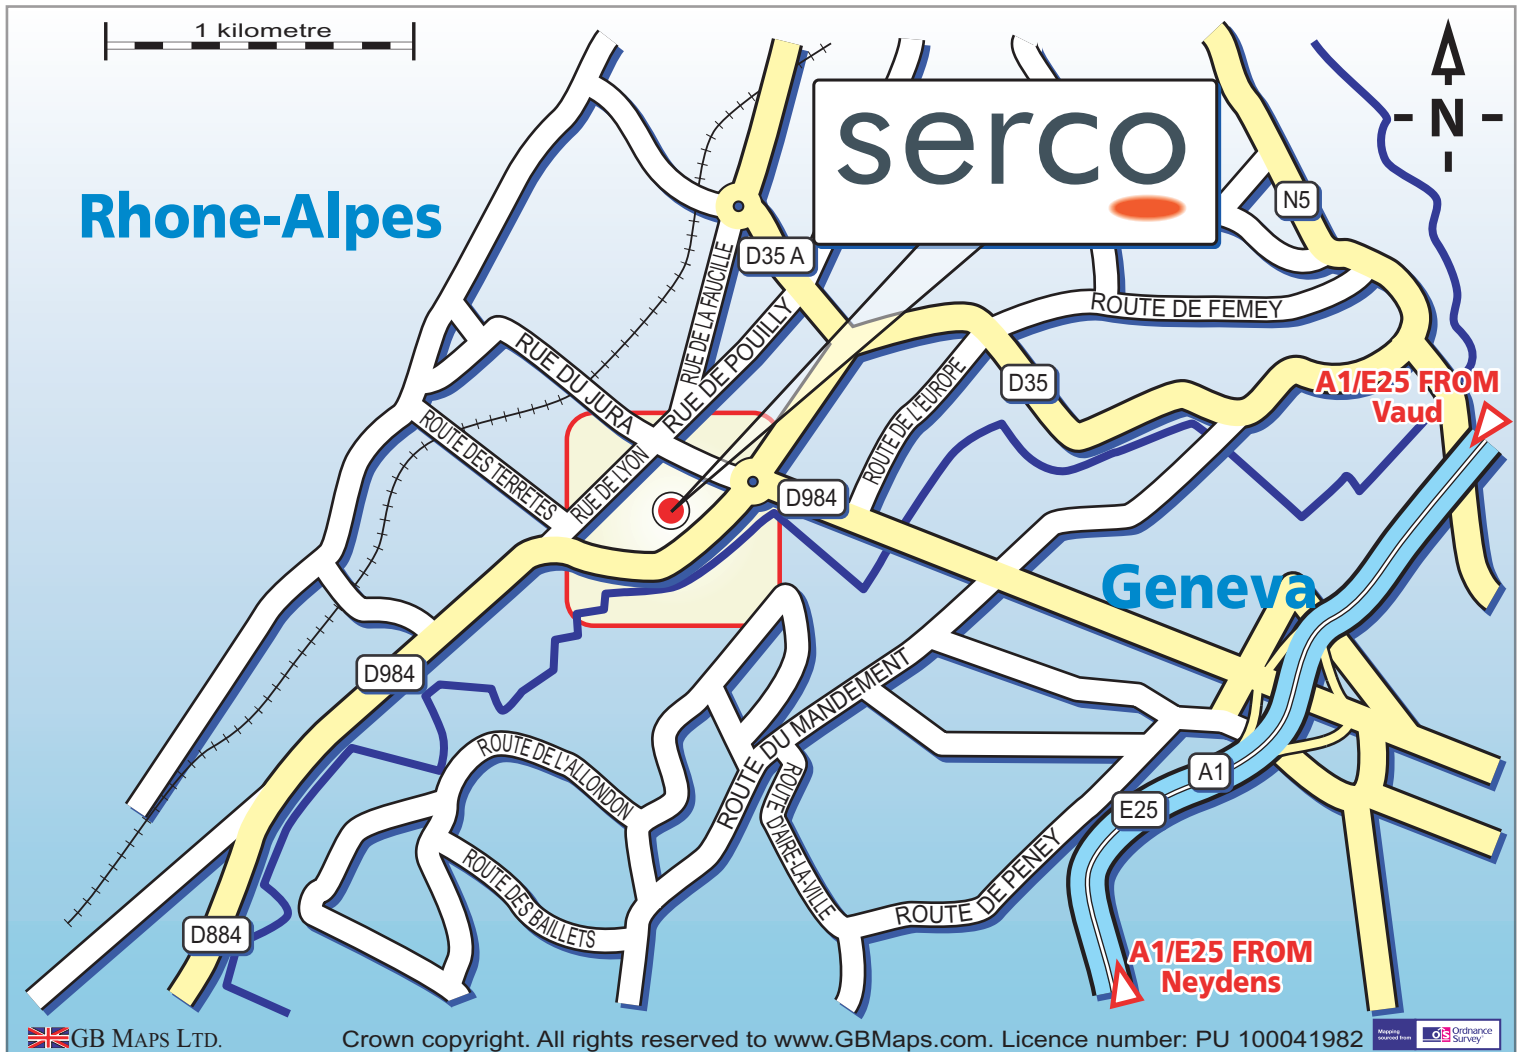 1 kilometre
N
serco
Rhone-Alpes
N5
D35 A
RUE DE LA FAUCILLE
RUE DE POUILLY
ROUTE DE FEMEY
RUE DU JURA
ROUTE DE L'EUROPE
D35
A1/E25 FROM
Vaud
ROUTE DES TERRETES
RUE DE LYON
D984
Geneva
D984
ROUTE DU MANDEMENT
ROUTE DE L'ALLONDON
ROUTE D'AIRE-LA-VILLE
A1
E25
ROUTE DES BAILLETS
ROUTE DE PENEY
D884
A1/E25 FROM
Neydens
GB MAPS LTD.
Crown copyright. All rights reserved to www.GBMaps.com. Licence number: PU 100041982
Mapping
sourced from
os
Ordnance
Survey